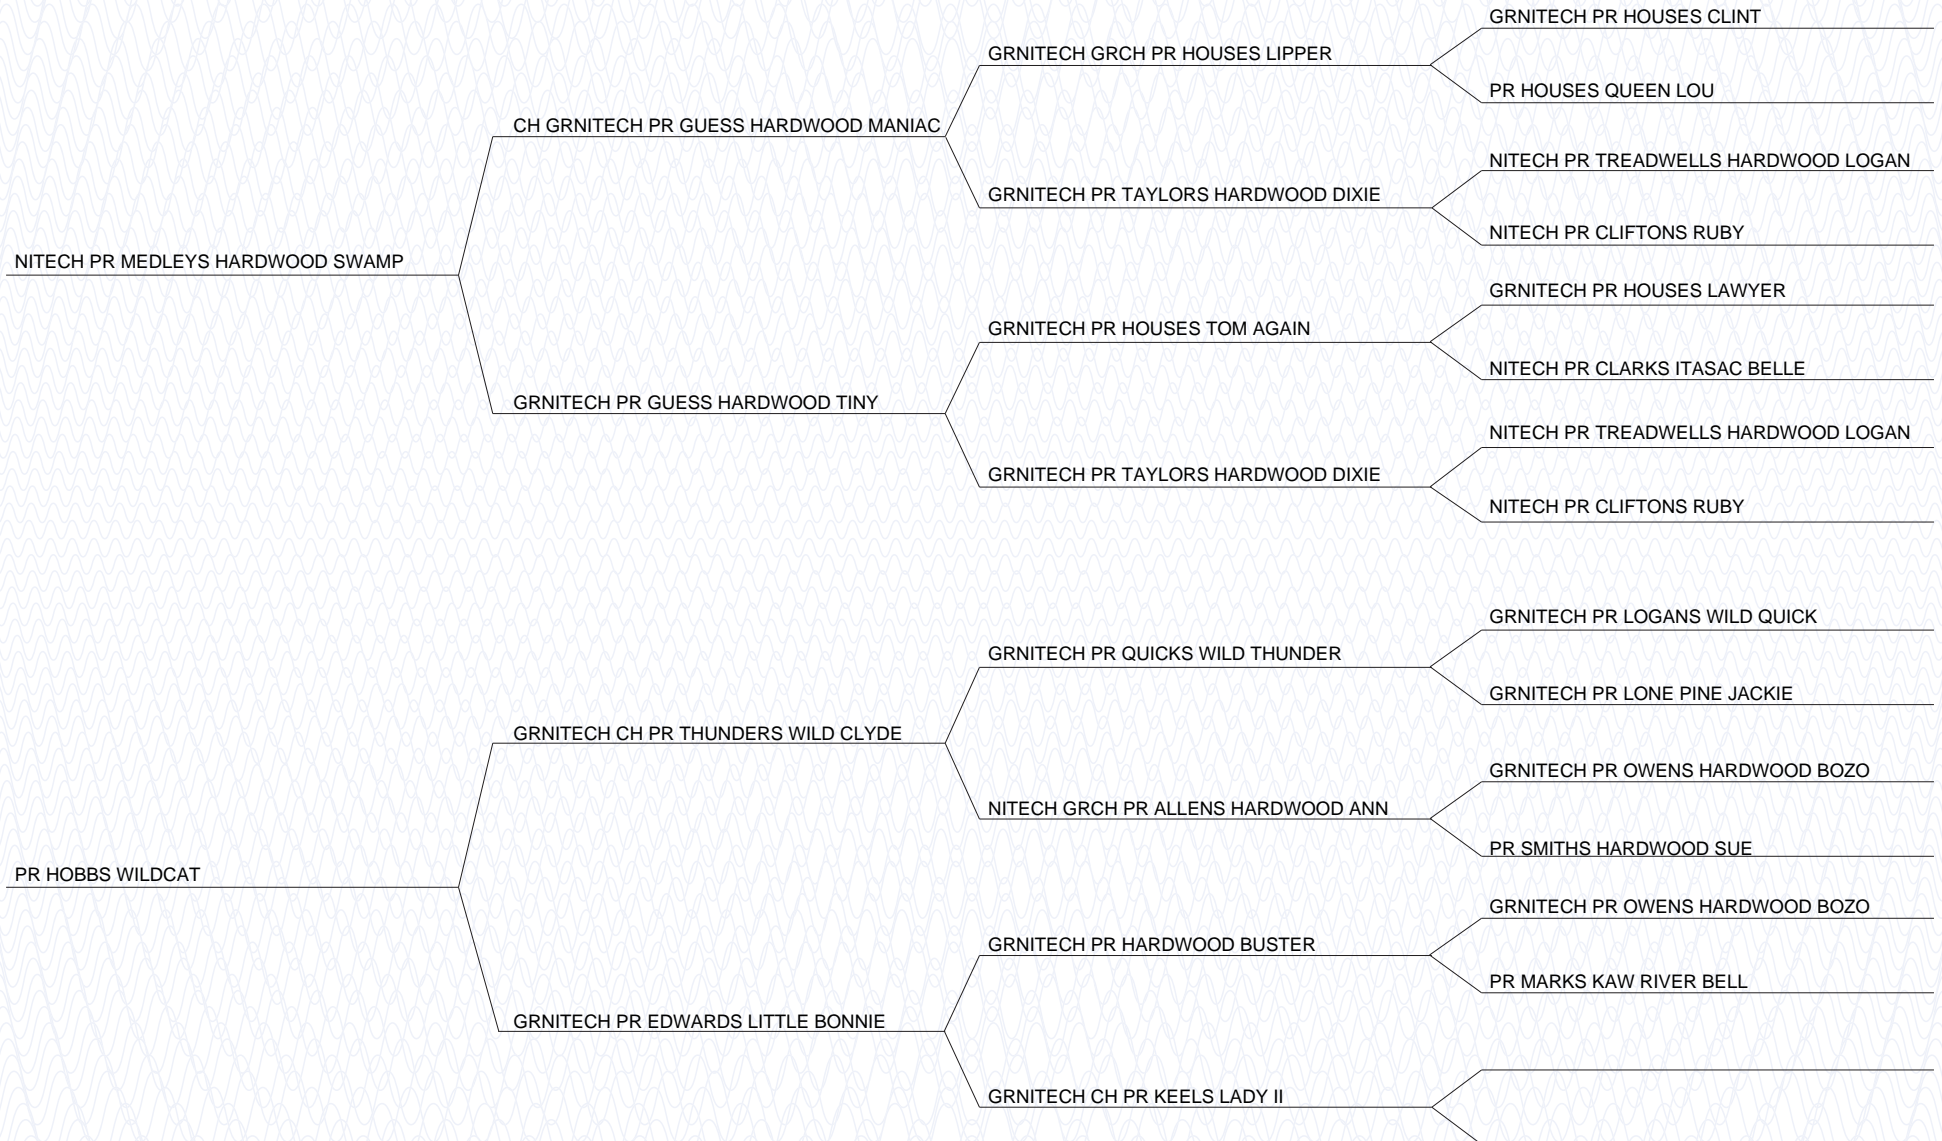 GRNITECH PR HOUSES CLINT
GRNITECH GRCH PR HOUSES LIPPER
PR HOUSES QUEEN LOU
CH GRNITECH PR GUESS HARDWOOD MANIAC
NITECH PR TREADWELLS HARDWOOD LOGAN
GRNITECH PR TAYLORS HARDWOOD DIXIE
NITECH PR CLIFTONS RUBY
NITECH PR MEDLEYS HARDWOOD SWAMP
GRNITECH PR HOUSES LAWYER
GRNITECH PR HOUSES TOM AGAIN
NITECH PR CLARKS ITASAC BELLE
GRNITECH PR GUESS HARDWOOD TINY
NITECH PR TREADWELLS HARDWOOD LOGAN
GRNITECH PR TAYLORS HARDWOOD DIXIE
NITECH PR CLIFTONS RUBY
GRNITECH PR LOGANS WILD QUICK
GRNITECH PR QUICKS WILD THUNDER
GRNITECH PR LONE PINE JACKIE
GRNITECH CH PR THUNDERS WILD CLYDE
GRNITECH PR OWENS HARDWOOD BOZO
NITECH GRCH PR ALLENS HARDWOOD ANN
PR SMITHS HARDWOOD SUE
PR HOBBS WILDCAT
GRNITECH PR OWENS HARDWOOD BOZO
GRNITECH PR HARDWOOD BUSTER
PR MARKS KAW RIVER BELL
GRNITECH PR EDWARDS LITTLE BONNIE
GRNITECH CH PR KEELS LADY II